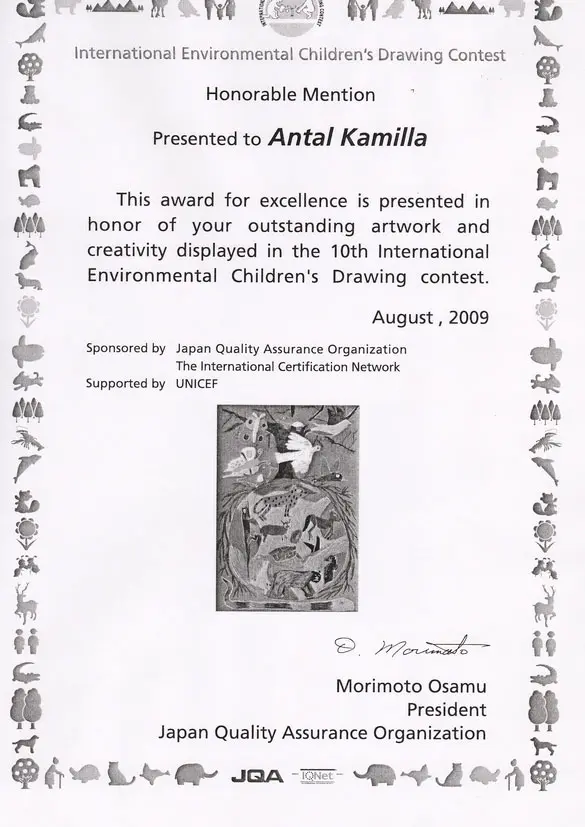 International Environmental Children's Drawing Contest
Honorable Mention
Presented to Antal Kamilla
This award for excellence is presented in
honor of your outstanding artwork and
creativity displayed in the 10th International
Environmental Children's Drawing contest.
August , 2009
Sponsored by Japan Quality Assurance Organization
The International Certification Network
Supported by UNICEF
O. Morimoto
Morimoto Osamu
President
Japan Quality Assurance Organization
JQA IQNet